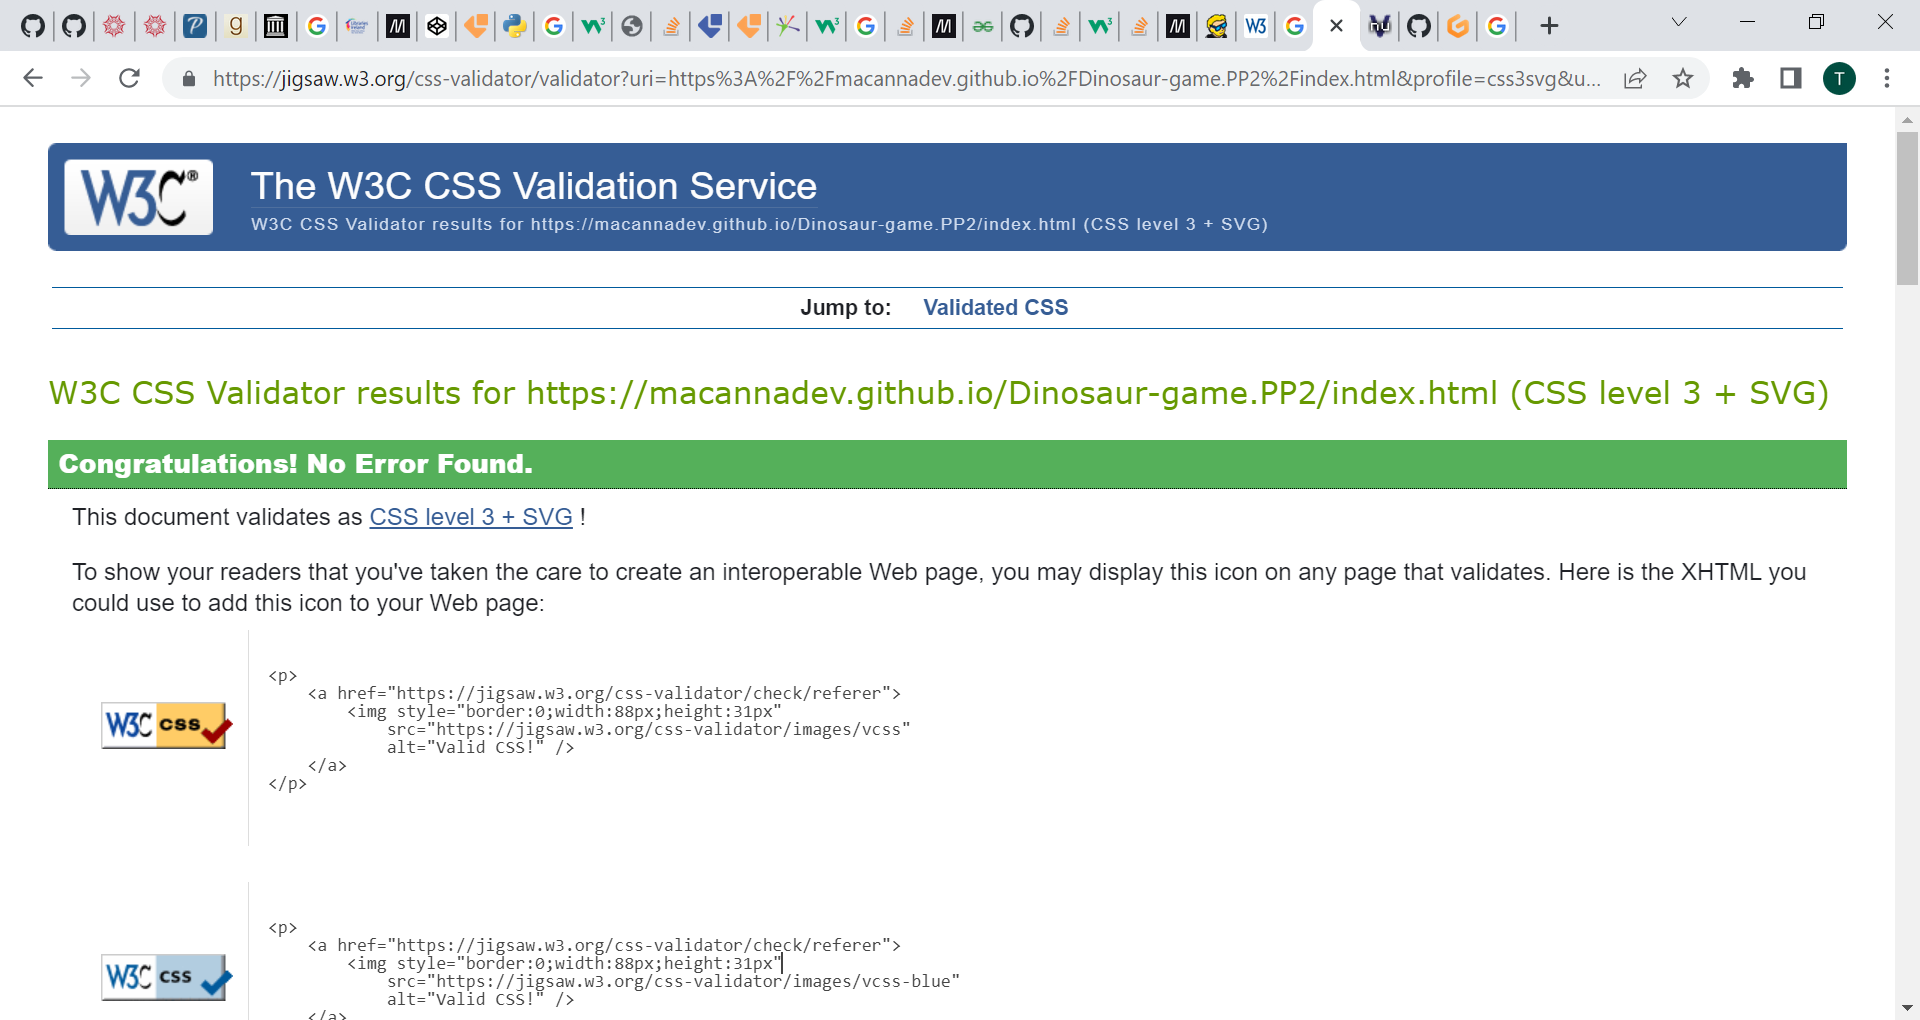 https://jigsaw.w3.org/css-validator/validator?uri=https%3A%2F%2Fmacannadev.github.io%2FDinosaur-game.PP2%2Findex.html&profile=css3svg&u...
T
W3C®
The W3C CSS Validation Service
W3C CSS Validator results for https://macannadev.github.io/Dinosaur-game.PP2/index.html (CSS level 3 + SVG)
Jump to: Validated CSS
W3C CSS Validator results for https://macannadev.github.io/Dinosaur-game.PP2/index.html (CSS level 3 + SVG)
Congratulations! No Error Found.
This document validates as CSS level 3 + SVG !
To show your readers that you've taken the care to create an interoperable Web page, you may display this icon on any page that validates. Here is the XHTML you
could use to add this icon to your Web page:
W3C css
<p>
<a href="https://jigsaw.w3.org/css-validator/check/referer">
<img style="border:0;width:88px;height:31px"
src="https://jigsaw.w3.org/css-validator/images/vcss"
alt="Valid CSS!" />
</a>
</p>
W3C css
<p>
<a href="https://jigsaw.w3.org/css-validator/check/referer">
<img style="border:0;width:88px;height:31px"
src="https://jigsaw.w3.org/css-validator/images/vcss-blue"
alt="Valid CSS!" />
</a>